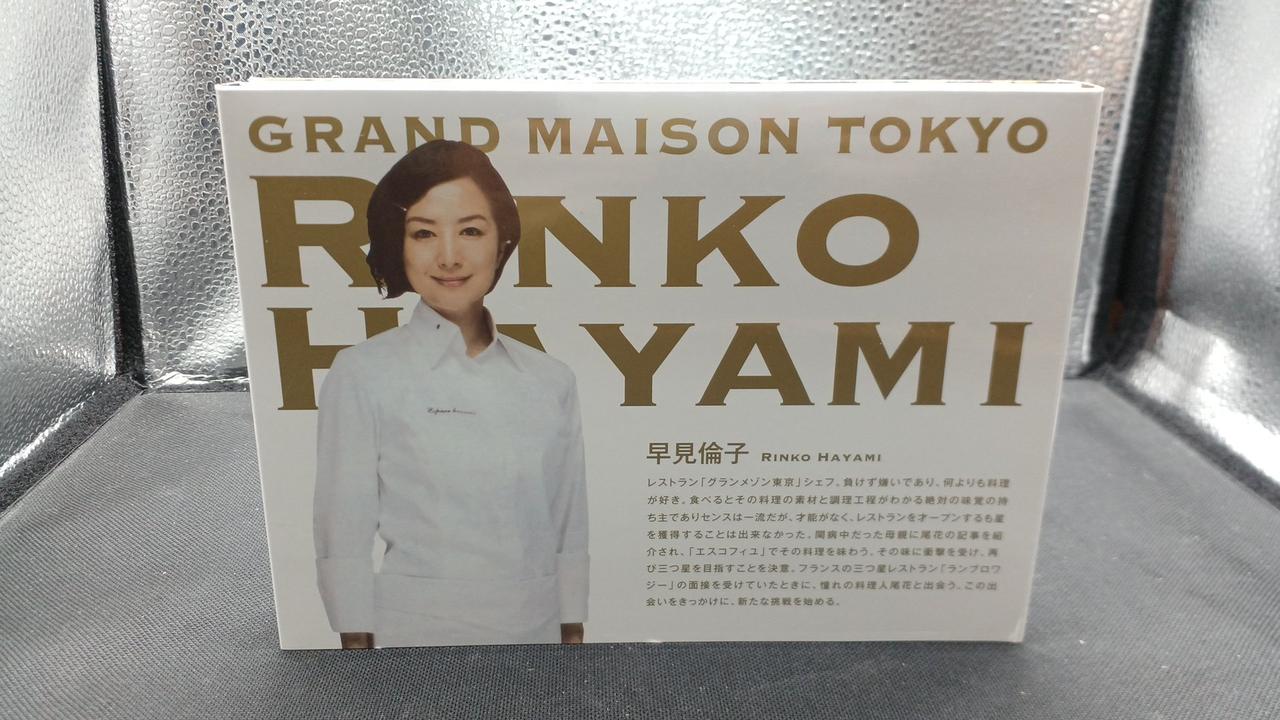 GRAND MAISON TOKYO
RINKO
HAYAMI
早見倫子 RINKO HAYAMI
レストラン「グランメゾン東京」シェフ。負けず嫌いであり、何よりも料理
が好き。食べるとその料理の素材と調理工程がわかる絶対の味覚の持
ち主でありセンスは一流だが、才能がなく、レストランをオープンするも星
を獲得することは出来なかった。闘病中だった母親に尾花の記事を紹
介され、「エスコフィユ」でその料理を味わう。その味に衝撃を受け、再
び三つ星を目指すことを決意。フランスの三つ星レストラン「ランブロワ
ジー」の面接を受けていたときに、憧れの料理人尾花と出会う。この出
会いをきっかけに、新たな挑戦を始める。